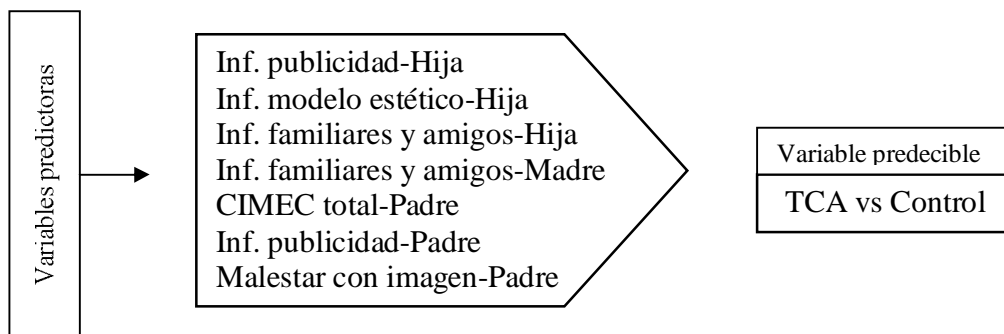 Variables predictoras
Inf. publicidad-Hija
Inf. modelo estético-Hija
Inf. familiares y amigos-Hija
Inf. familiares y amigos-Madre
CIMEC total-Padre
Inf. publicidad-Padre
Malestar con imagen-Padre
Variable predecible
TCA vs Control